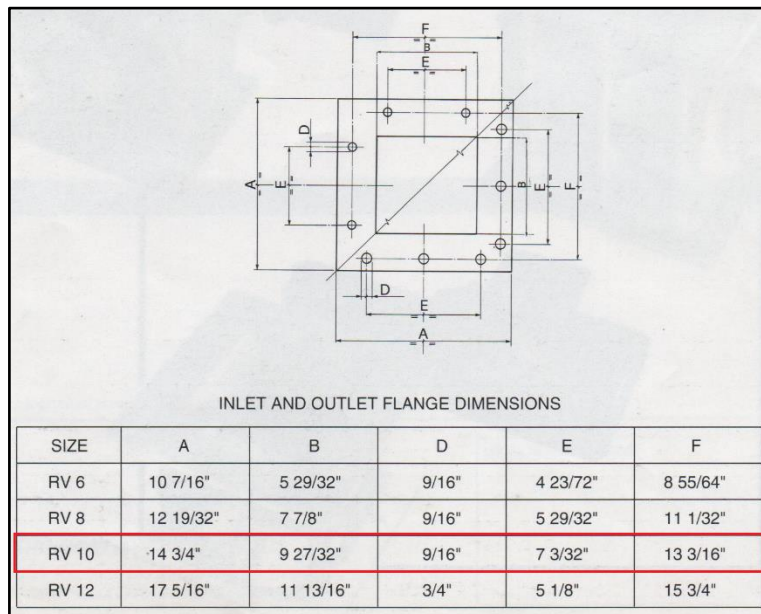 F
B
E
D
A
E
B
E
F
D
E
A
INLET AND OUTLET FLANGE DIMENSIONS
SIZE A B D E F
RV 6 10 7/16" 5 29/32" 9/16" 4 23/72" 8 55/64"
RV 8 12 19/32" 7 7/8" 9/16" 5 29/32" 11 1/32"
RV 10 14 3/4" 9 27/32" 9/16" 7 3/32" 13 3/16"
RV 12 17 5/16" 11 13/16" 3/4" 5 1/8" 15 3/4"